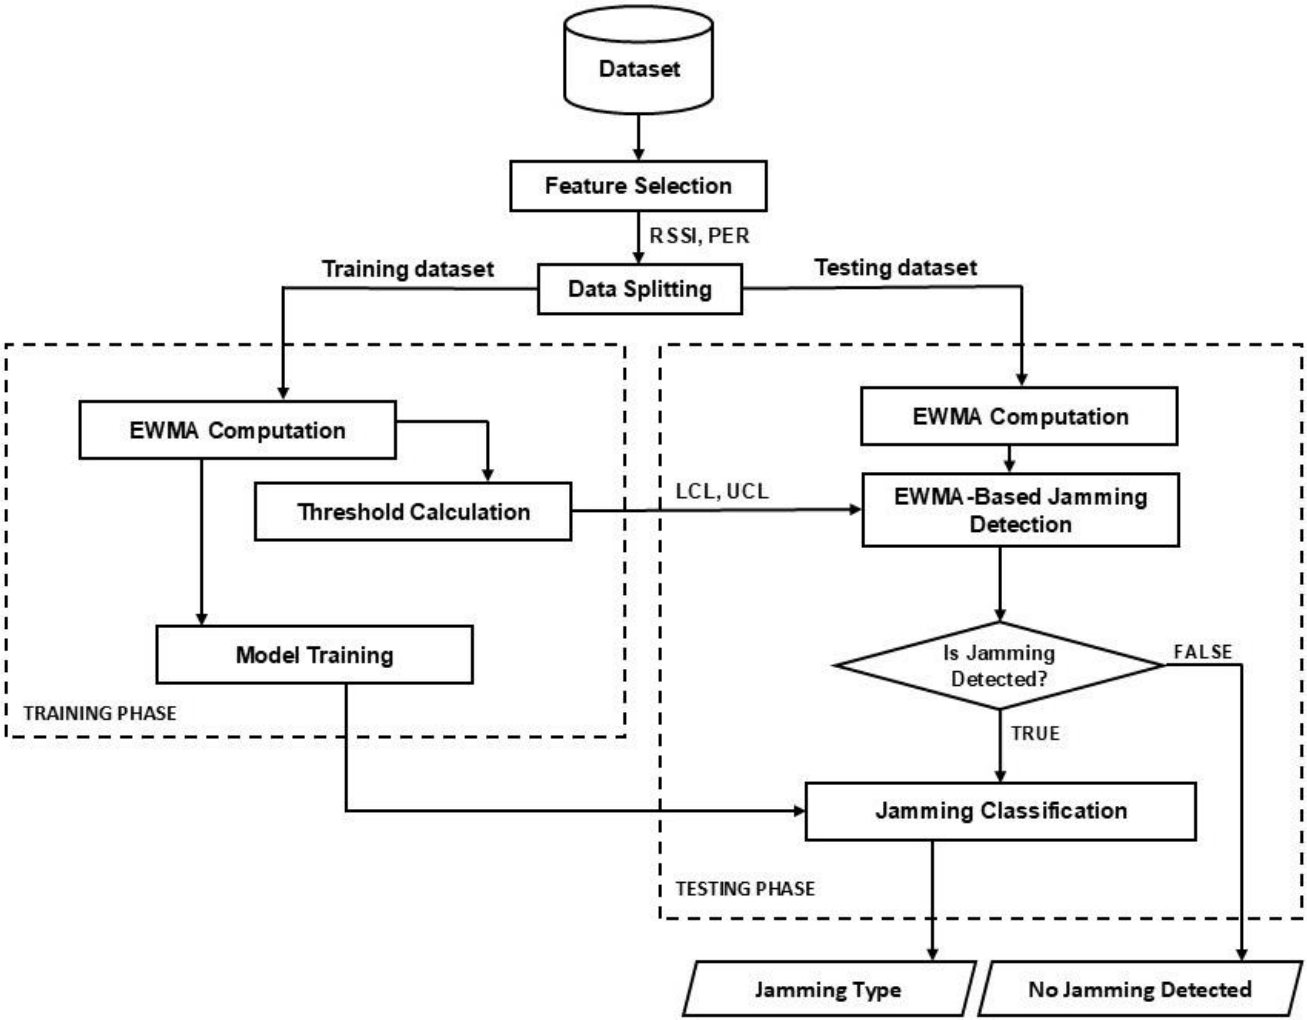 Dataset
Feature Selection
RSSI, PER
Training dataset
Testing dataset
Data Splitting
EWMA Computation
Threshold Calculation
Model Training
TRAINING PHASE
LCL, UCL
EWMA Computation
EWMA-Based Jamming
Detection
Is Jamming
Detected?
FALSE
TRUE
Jamming Classification
TESTING PHASE
Jamming Type
No Jamming Detected